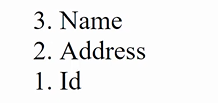 3. Name
2. Address
1. Id